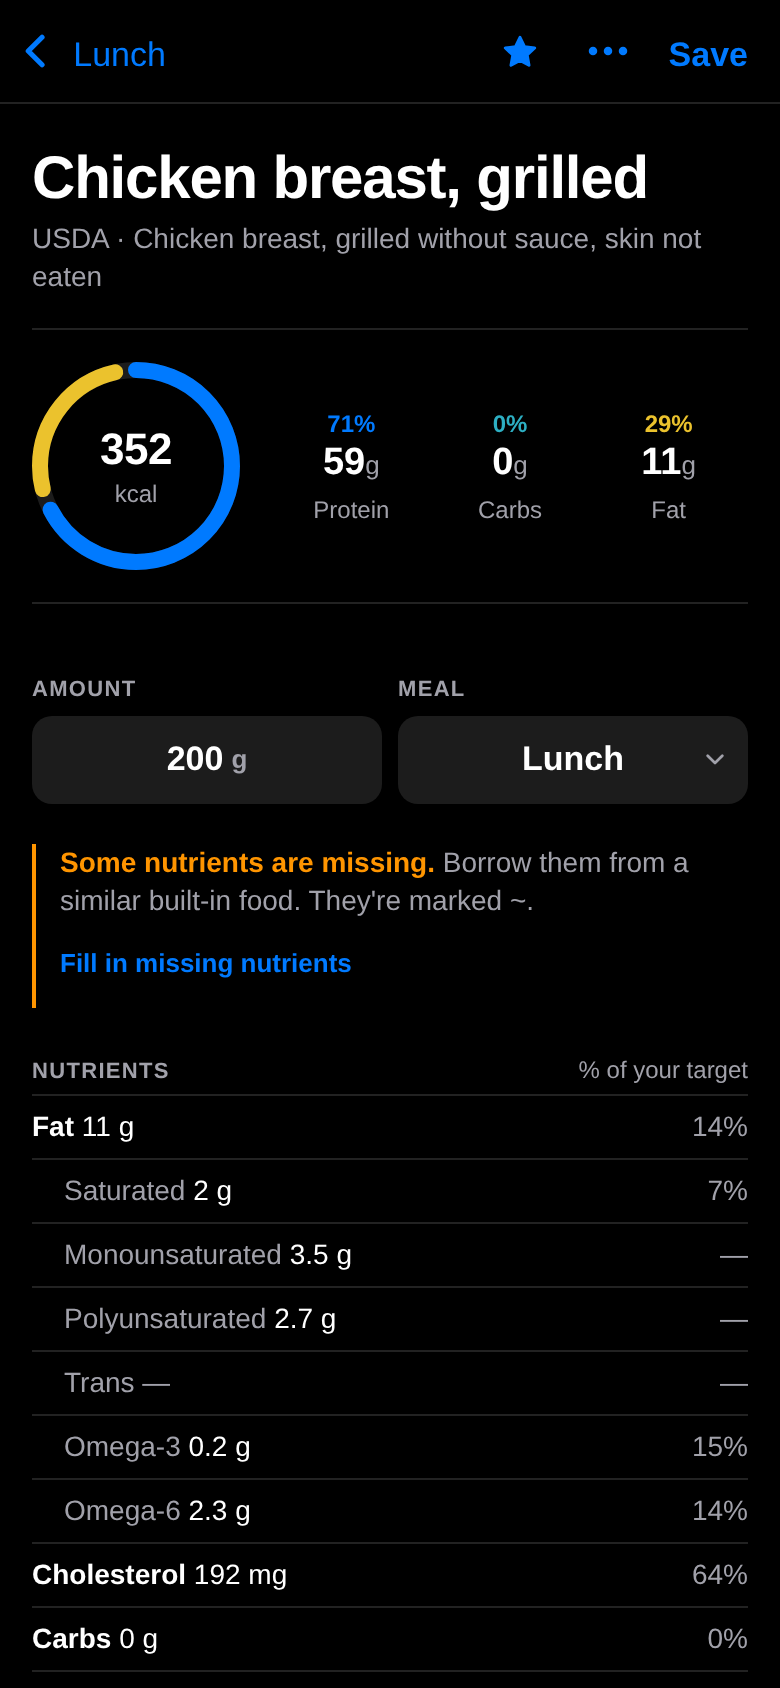 Lunch
Save
Chicken breast, grilled
USDA · Chicken breast, grilled without sauce, skin not
eaten
352
kcal
71%
59g
Protein
0%
0g
Carbs
29%
11g
Fat
AMOUNT
MEAL
200 g
Lunch
Some nutrients are missing. Borrow them from a
similar built-in food. They're marked ~.
Fill in missing nutrients
NUTRIENTS % of your target
Fat 11 g 14%
Saturated 2 g 7%
Monounsaturated 3.5 g —
Polyunsaturated 2.7 g —
Trans — —
Omega-3 0.2 g 15%
Omega-6 2.3 g 14%
Cholesterol 192 mg 64%
Carbs 0 g 0%